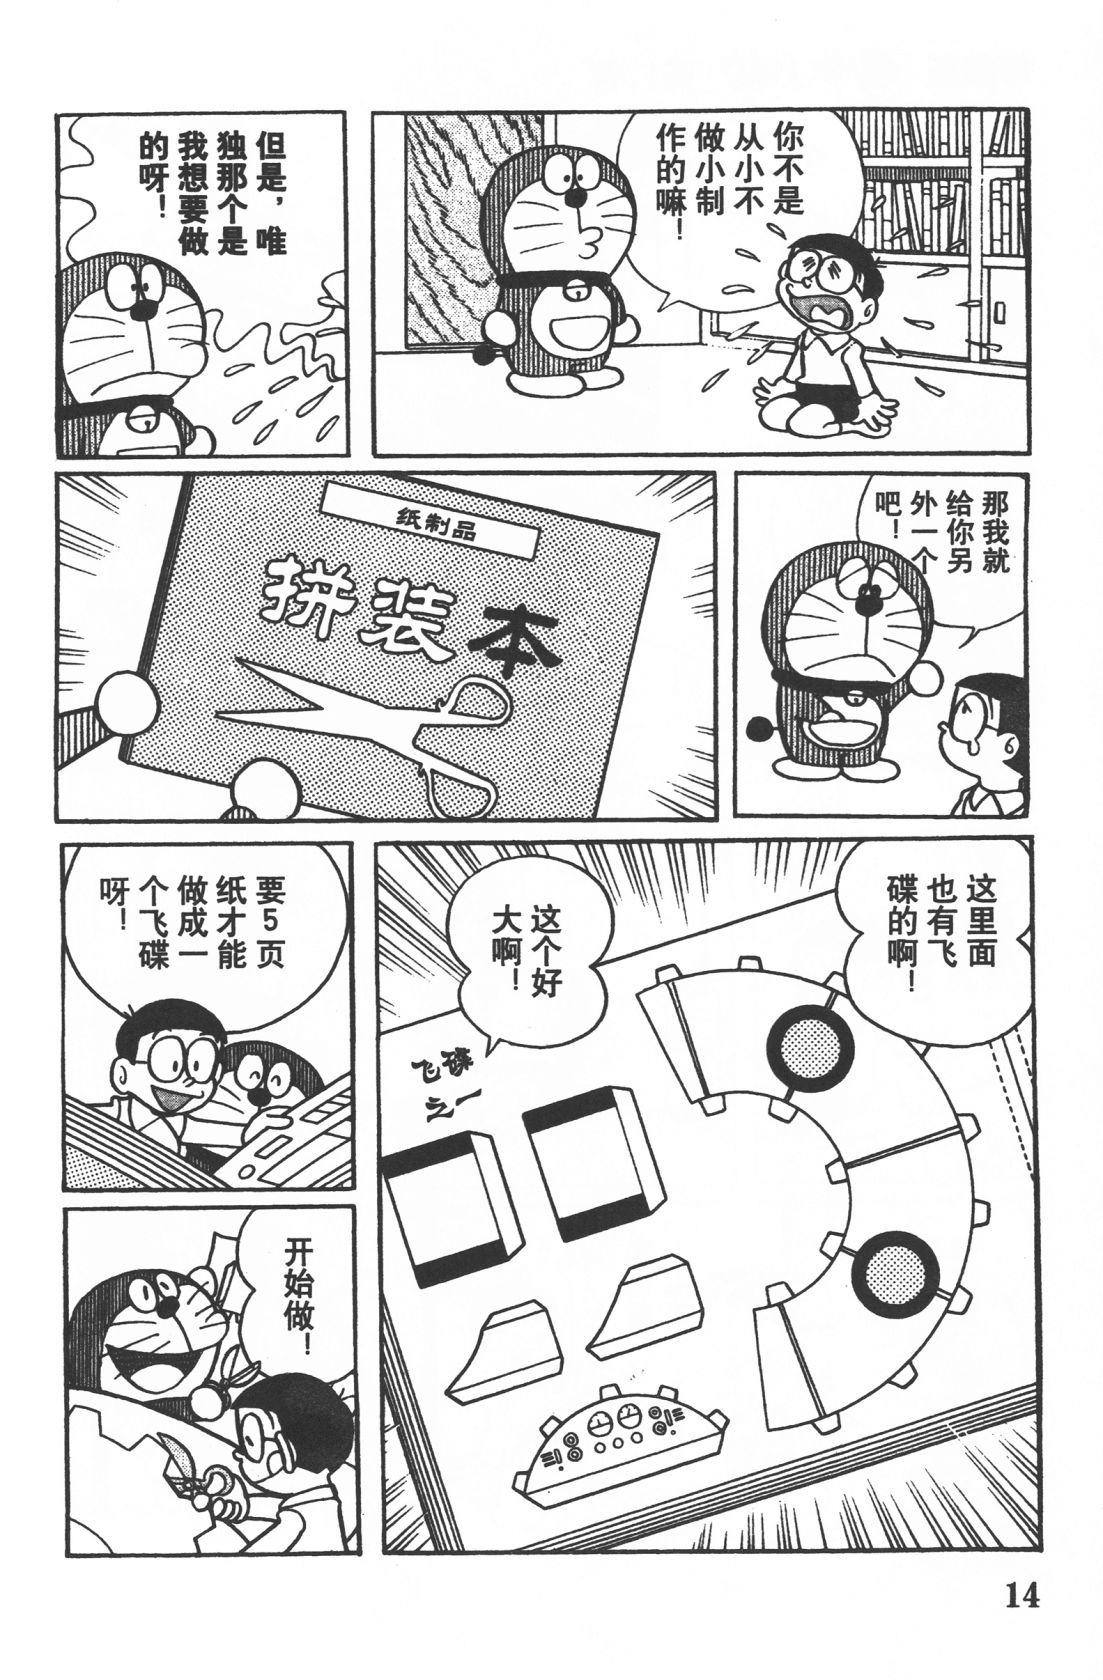 你不是
从小不
做小制
作的嘛！
但是，唯
独那个是
我想要做
的呀！
那我就
给你另
外一个
吧！
纸制品
拼装本
这里面
也有飞
碟的啊！
这个好
大啊！
飞碟
之一
要5页
纸才能
做成一
个飞碟
呀！
开始做！
14